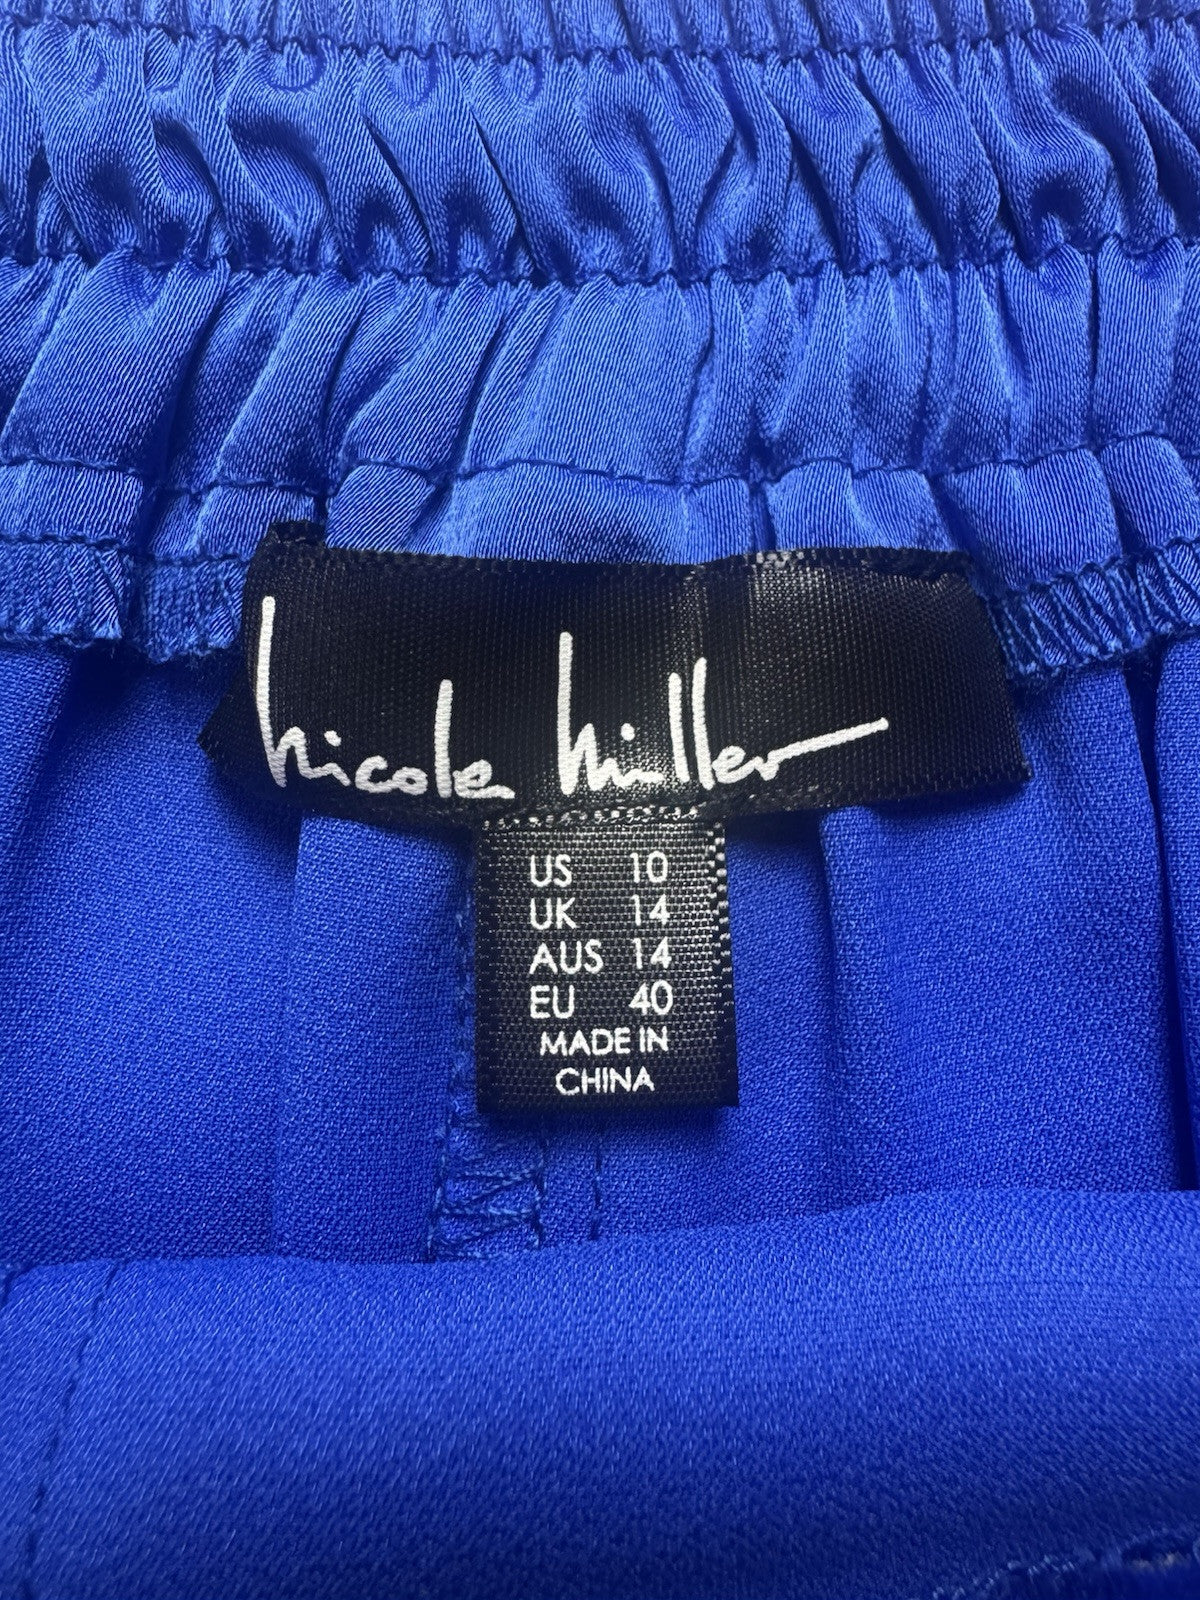 nicole miller
US 10
UK 14
AUS 14
EU 40
MADE IN
CHINA